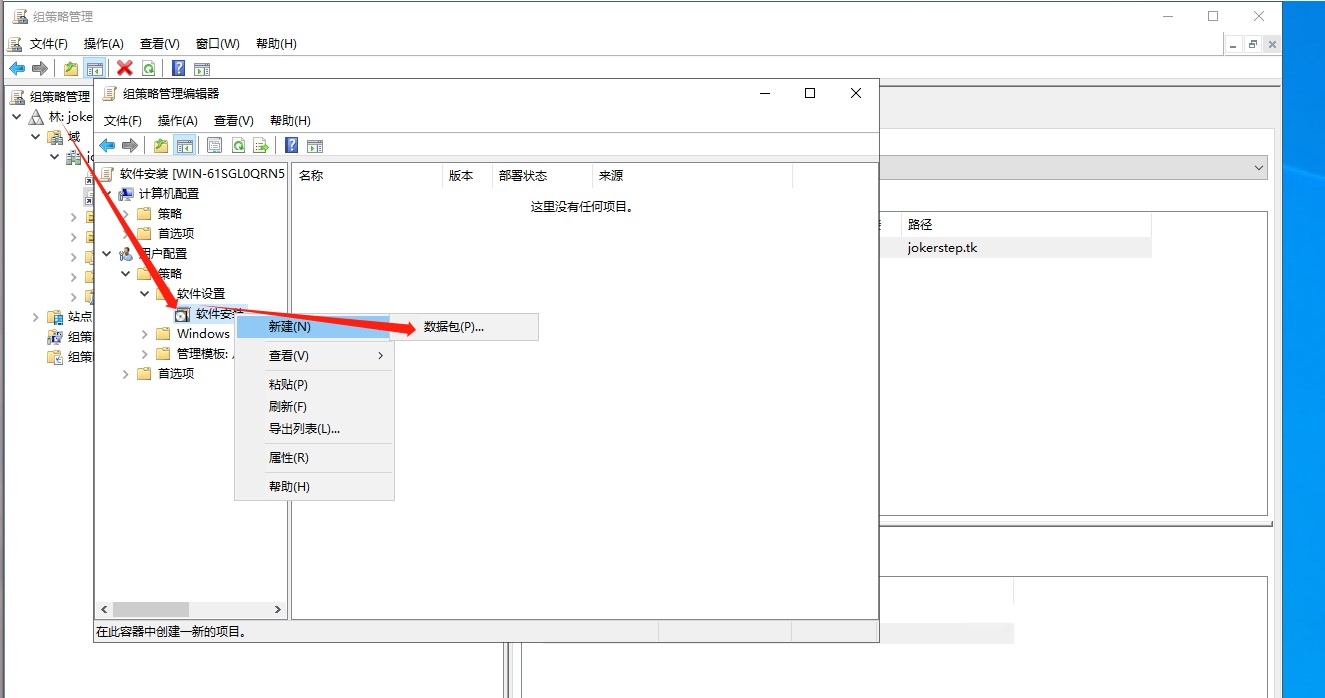 组策略管理
文件(F) 操作(A) 查看(V) 窗口(W) 帮助(H)
组策略管理
林: joke
域
站点
组策
组策
路径
jokerstep.tk
组策略管理编辑器
文件(F) 操作(A) 查看(V) 帮助(H)
软件安装 [WIN-61SGL0QRN5
计算机配置
策略
首选项
用户配置
策略
软件设置
软件安装
Windows
管理模板:
首选项
名称 版本 部署状态 来源
这里没有任何项目。
新建(N)
查看(V)
粘贴(P)
刷新(F)
导出列表(L)...
属性(R)
帮助(H)
数据包(P)...
在此容器中创建一新的项目。